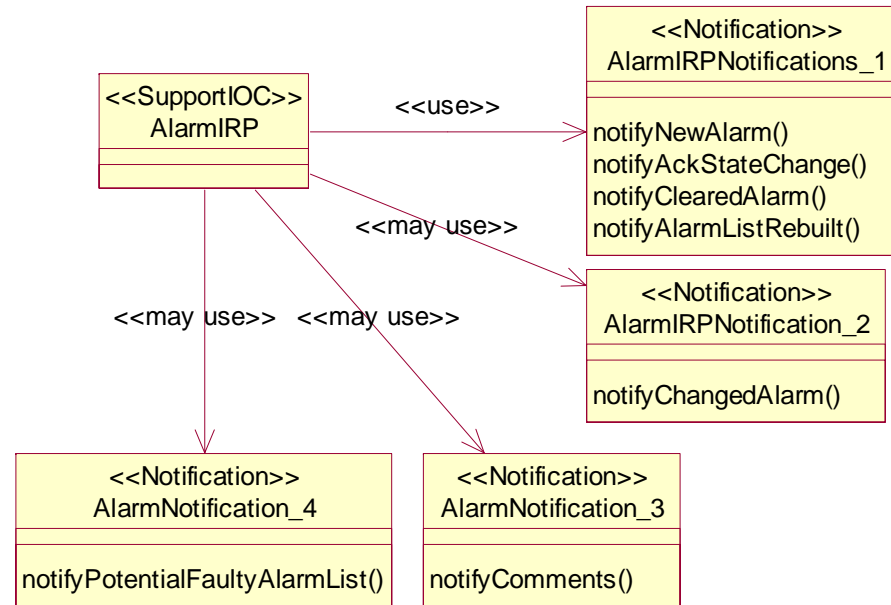 <<SupportIOC>>
AlarmIRP
<<use>>
<<Notification>>
AlarmIRPNotifications_1
notifyNewAlarm()
notifyAckStateChange()
notifyClearedAlarm()
notifyAlarmListRebuilt()
<<may use>>
<<Notification>>
AlarmIRPNotification_2
notifyChangedAlarm()
<<may use>>
<<may use>>
<<Notification>>
AlarmNotification_4
notifyPotentialFaultyAlarmList()
<<Notification>>
AlarmNotification_3
notifyComments()